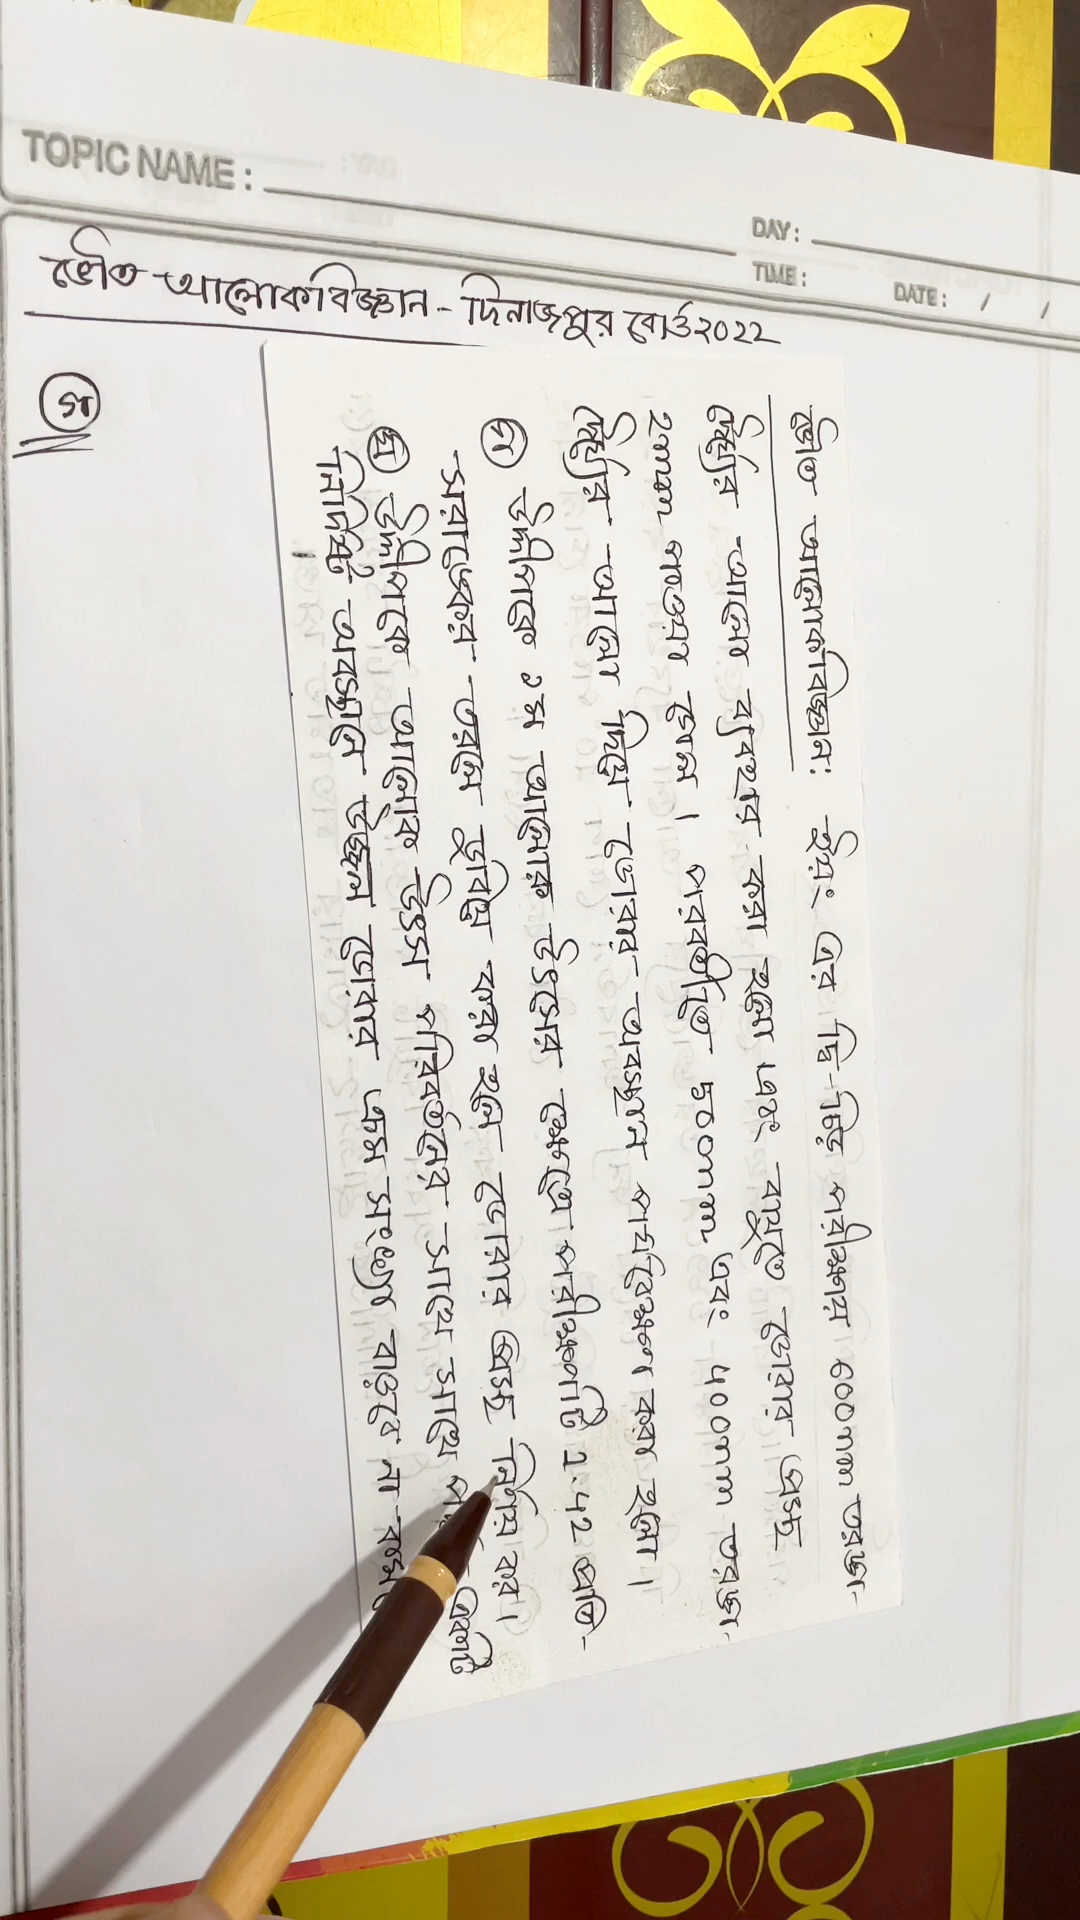 TOPIC NAME :
DAY :
TIME :
DATE : / /
ভৌত আলোকবিজ্ঞান - দিনাজপুর বোর্ড ২০২২
গ
ভৌত আলোকবিজ্ঞান: ইয়ং এর দ্বি-চিড় পরীক্ষায় 600nm তরঙ্গ-
দৈর্ঘ্যের আলো ব্যবহার করা হলো এবং বায়ুতে ডোরার প্রস্থ
2mm পাওয়া গেল। পরবর্তীতে ৮00nm এবং 400nm তরঙ্গ-
দৈর্ঘ্যের আলো দিয়ে ডোরার অবস্থান পর্যবেক্ষণ করা হলো।
গ উদ্দীপকে ১ম আলোক উৎসের ক্ষেত্রে পরীক্ষণটি 1.42 প্রতি-
সরাঙ্কের তরলে ডুবিয়ে করা হলে ডোরার প্রস্থ নির্ণয় কর।
ঘ উদ্দীপকে আলোক উৎস পরিবর্তনের সাথে সাথে একটি
নির্দিষ্ট অবস্থানে উজ্জ্বল ডোরার ক্রম সংখ্যা বাড়বে না কমবে